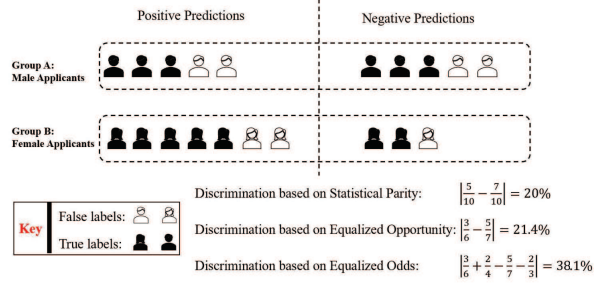 Positive Predictions
Negative Predictions
Group A:
Male Applicants
Group B:
Female Applicants
Key
False labels:
True labels:
Discrimination based on Statistical Parity: |5/10 − 7/10| = 20%
Discrimination based on Equalized Opportunity: |3/6 − 5/7| = 21.4%
Discrimination based on Equalized Odds: |3/6 + 2/4 − 5/7 − 2/3| = 38.1%